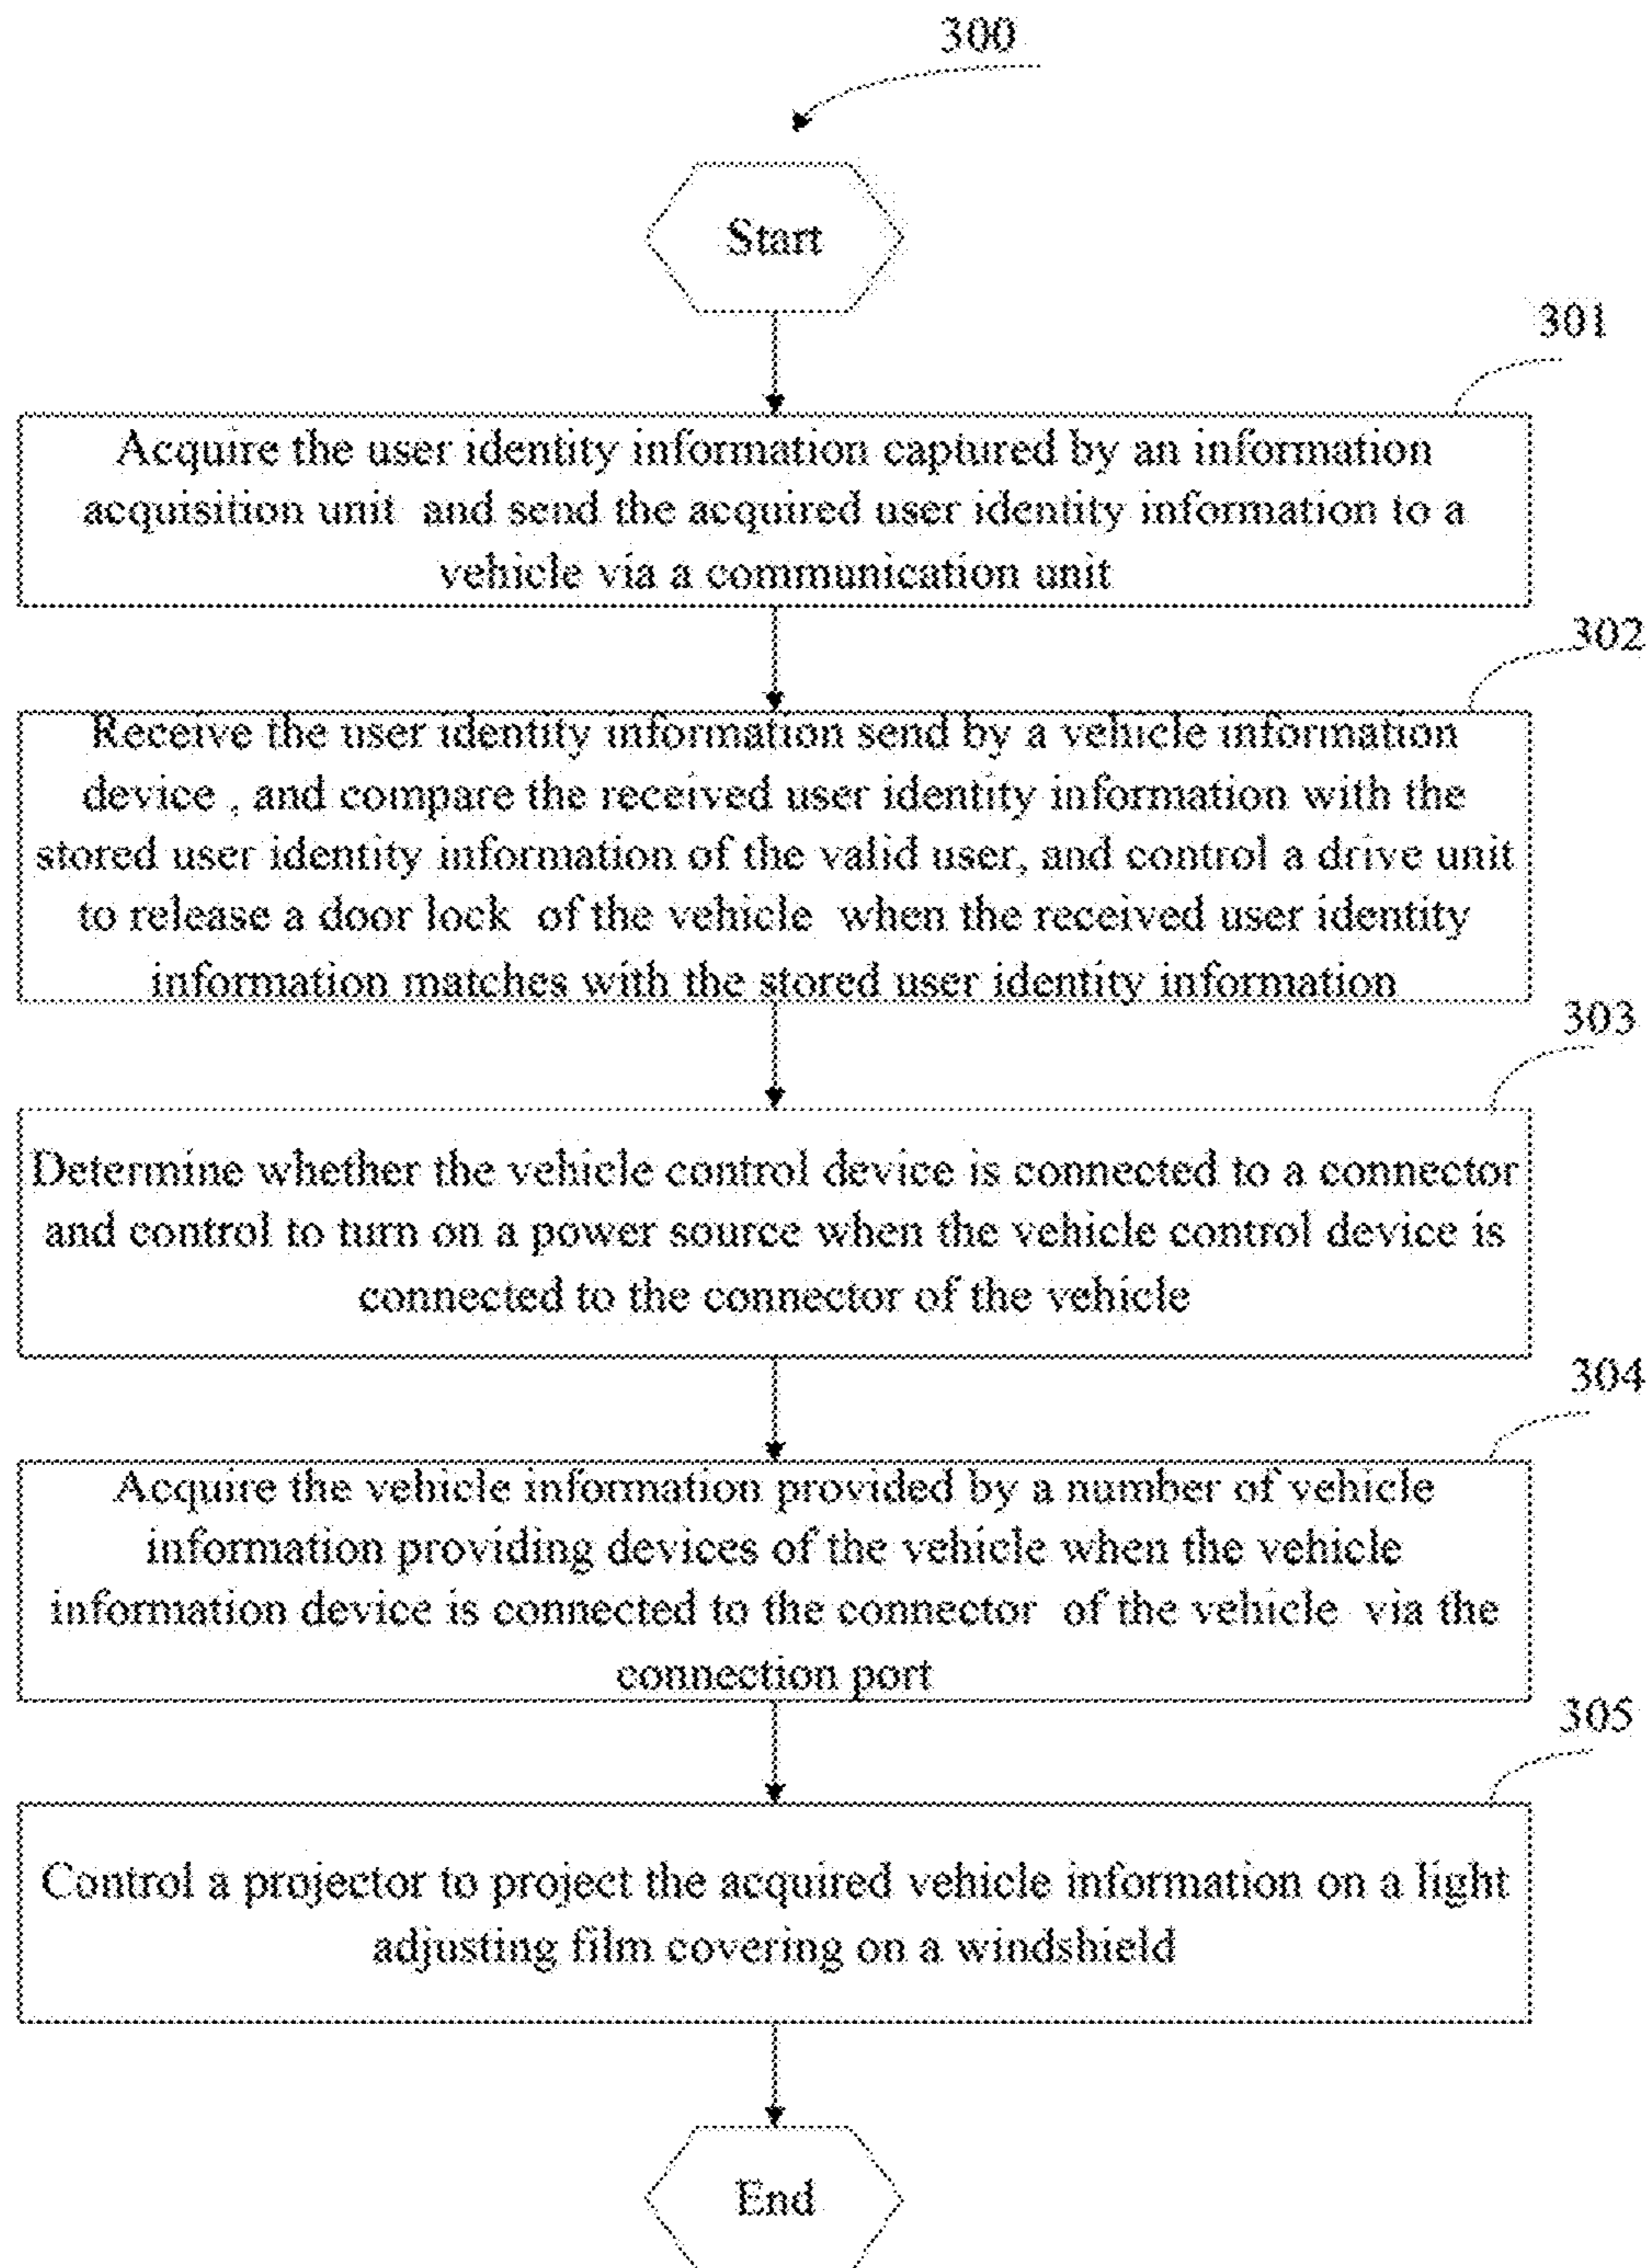 300
Start
301
Acquire the user identity information captured by an information
acquisition unit and send the acquired user identity information to a
vehicle via a communication unit
302
Receive the user identity information send by a vehicle information
device , and compare the received user identity information with the
stored user identity information of the valid user, and control a drive unit
to release a door lock of the vehicle when the received user identity
information matches with the stored user identity information
303
Determine whether the vehicle control device is connected to a connector
and control to turn on a power source when the vehicle control device is
connected to the connector of the vehicle
304
Acquire the vehicle information provided by a number of vehicle
information providing devices of the vehicle when the vehicle
information device is connected to the connector of the vehicle via the
connection port
305
Control a projector to project the acquired vehicle information on a light
adjusting film covering on a windshield
End